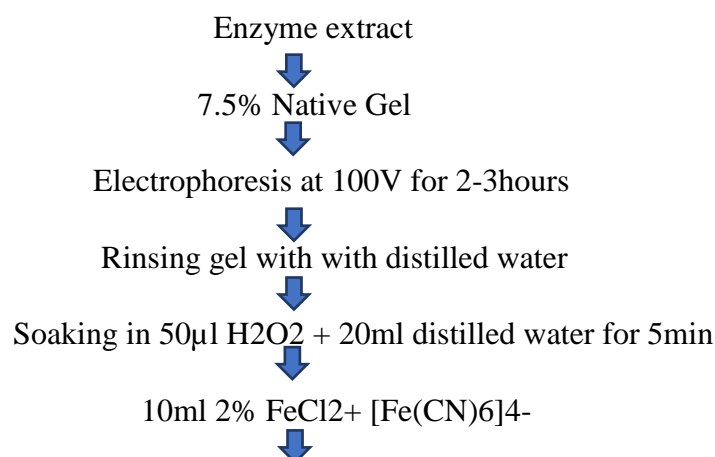 Enzyme extract
7.5% Native Gel
Electrophoresis at 100V for 2-3hours
Rinsing gel with with distilled water
Soaking in 50µl H2O2 + 20ml distilled water for 5min
10ml 2% FeCl2+ [Fe(CN)6]4-